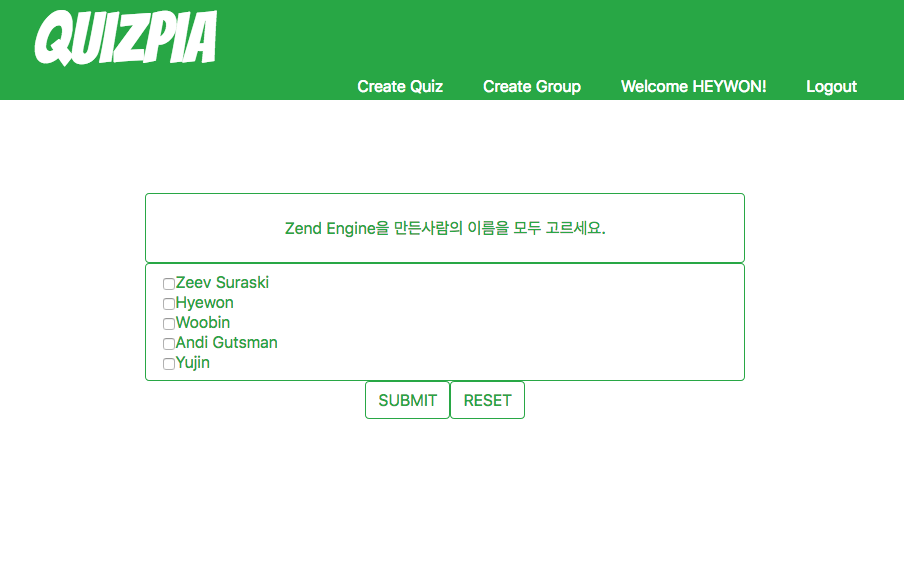 QUIZPIA
Create Quiz Create Group Welcome HEYWON! Logout
Zend Engine을 만든사람의 이름을 모두 고르세요.
Zeev Suraski
Hyewon
Woobin
Andi Gutsman
Yujin
SUBMIT RESET